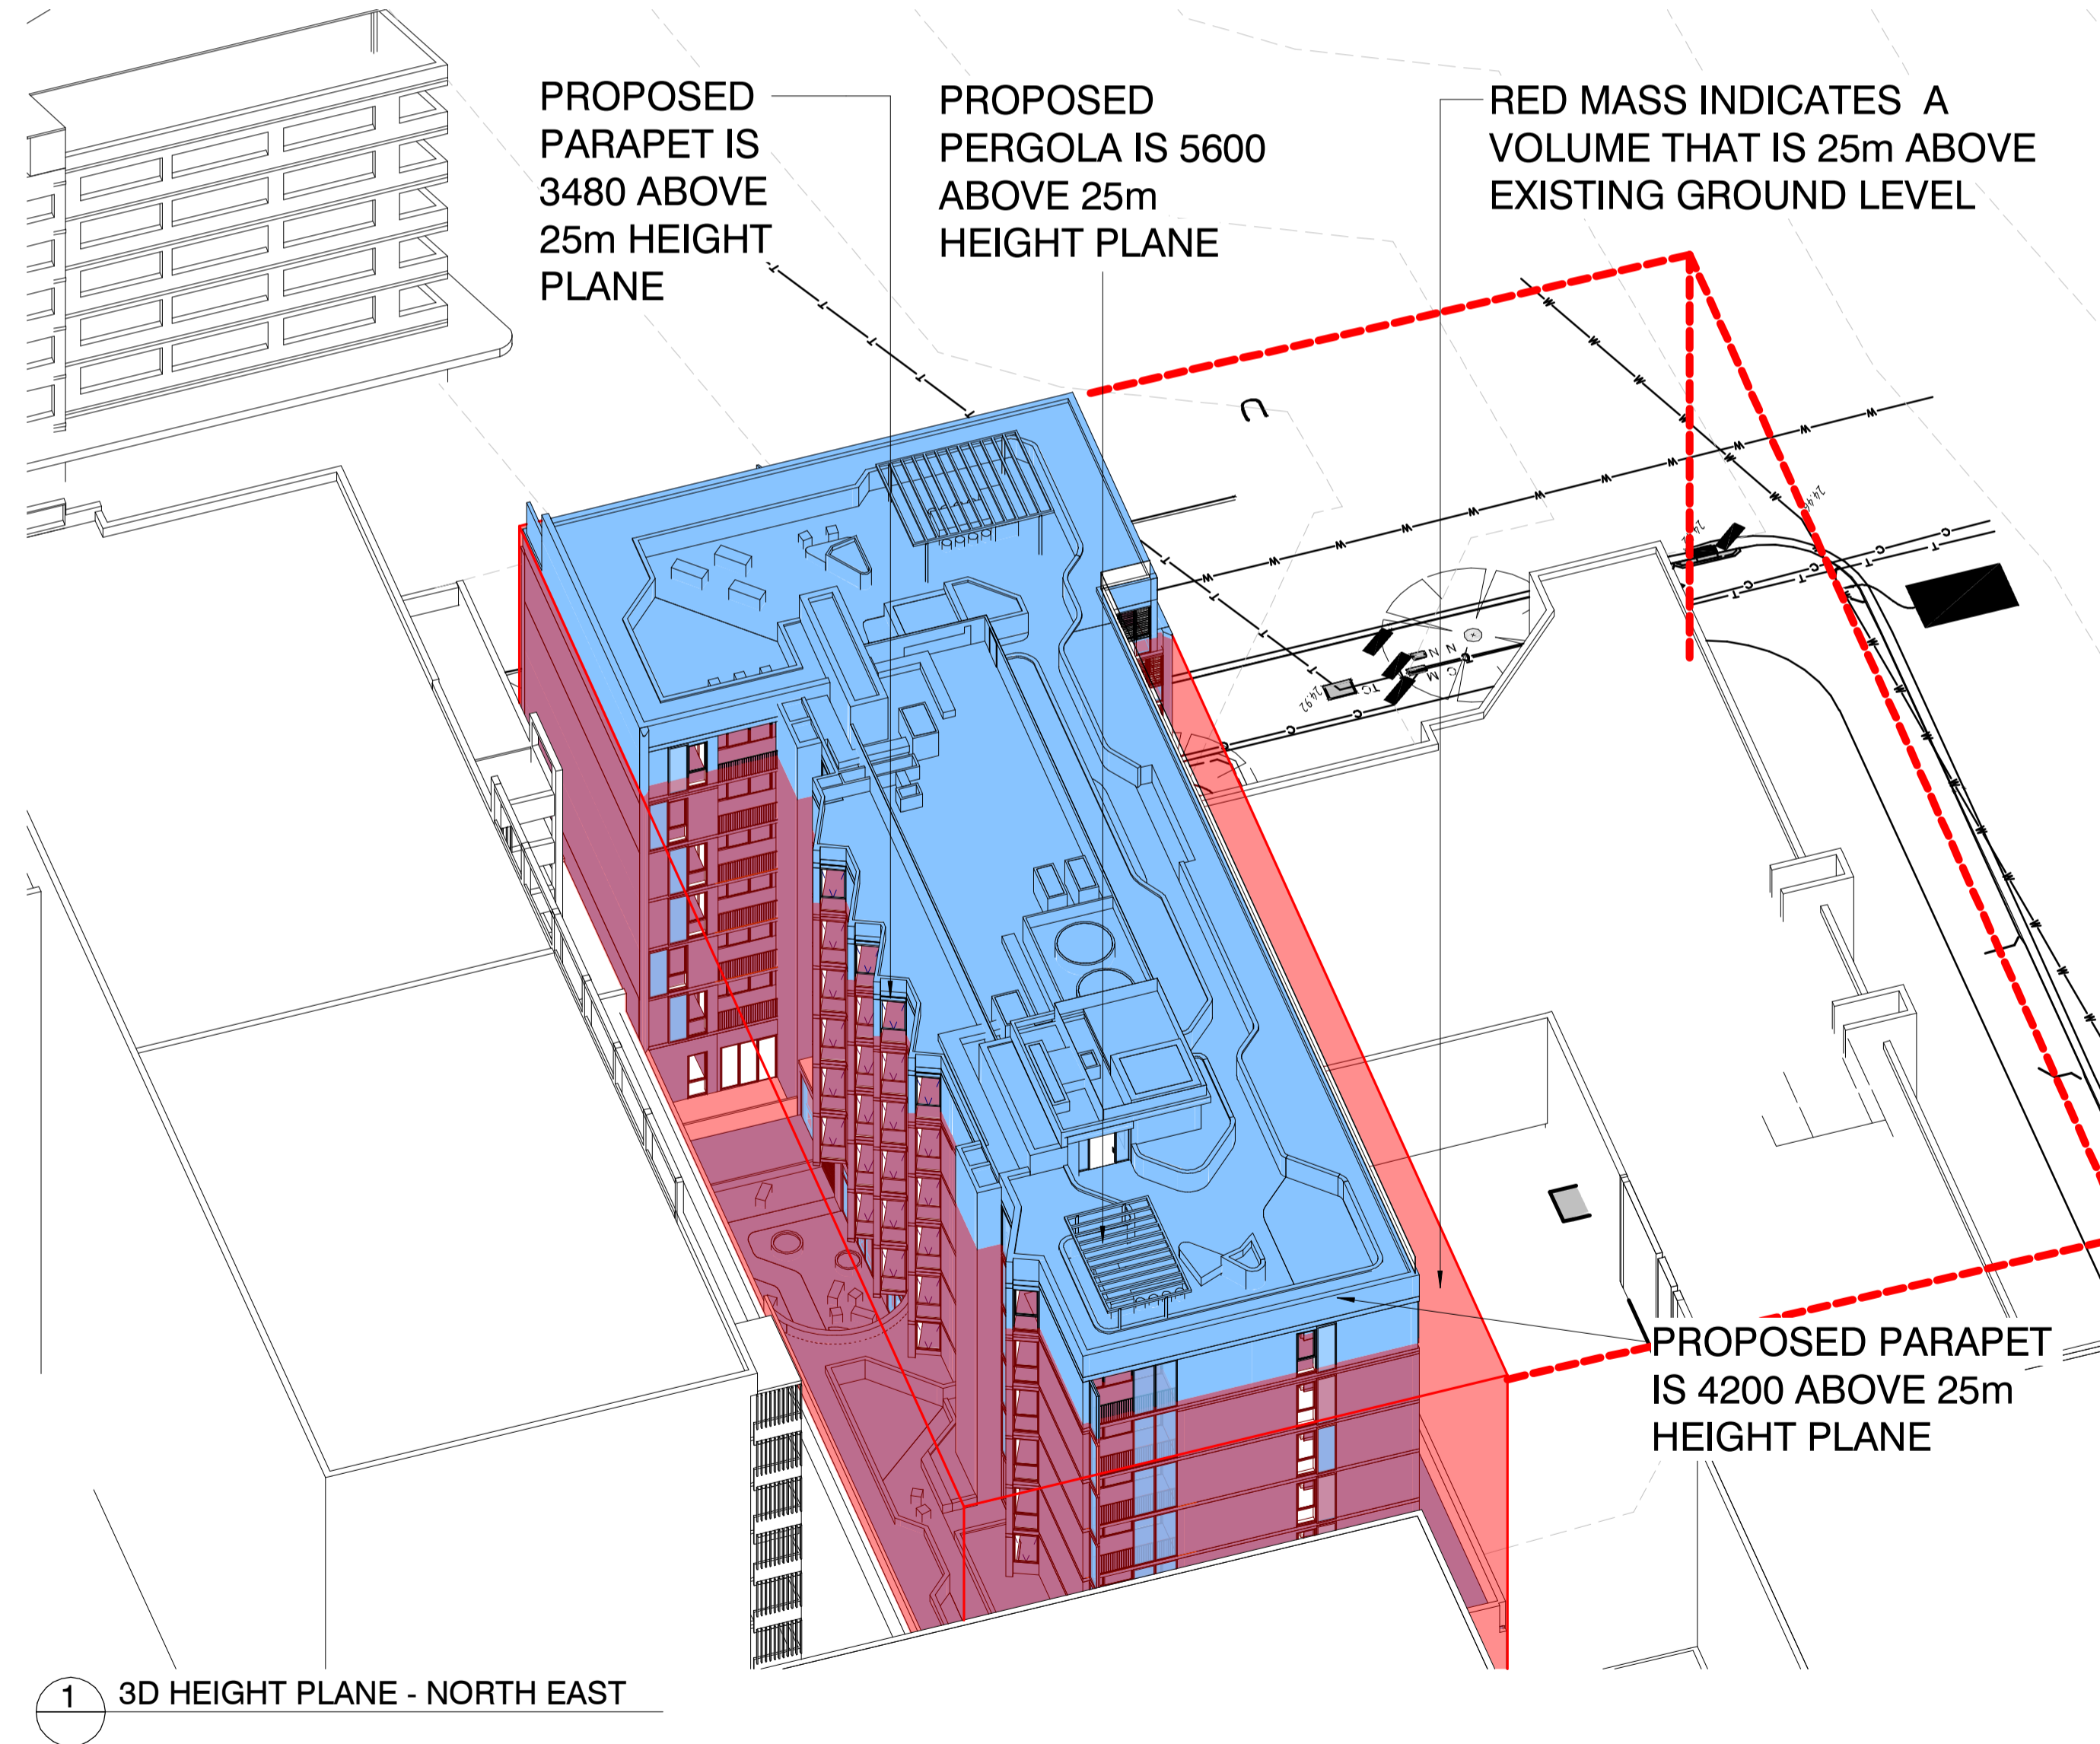 PROPOSED
PARAPET IS
3480 ABOVE
25m HEIGHT
PLANE
PROPOSED
PERGOLA IS 5600
ABOVE 25m
HEIGHT PLANE
RED MASS INDICATES A
VOLUME THAT IS 25m ABOVE
EXISTING GROUND LEVEL
24.92
PROPOSED PARAPET
IS 4200 ABOVE 25m
HEIGHT PLANE
1
3D HEIGHT PLANE - NORTH EAST